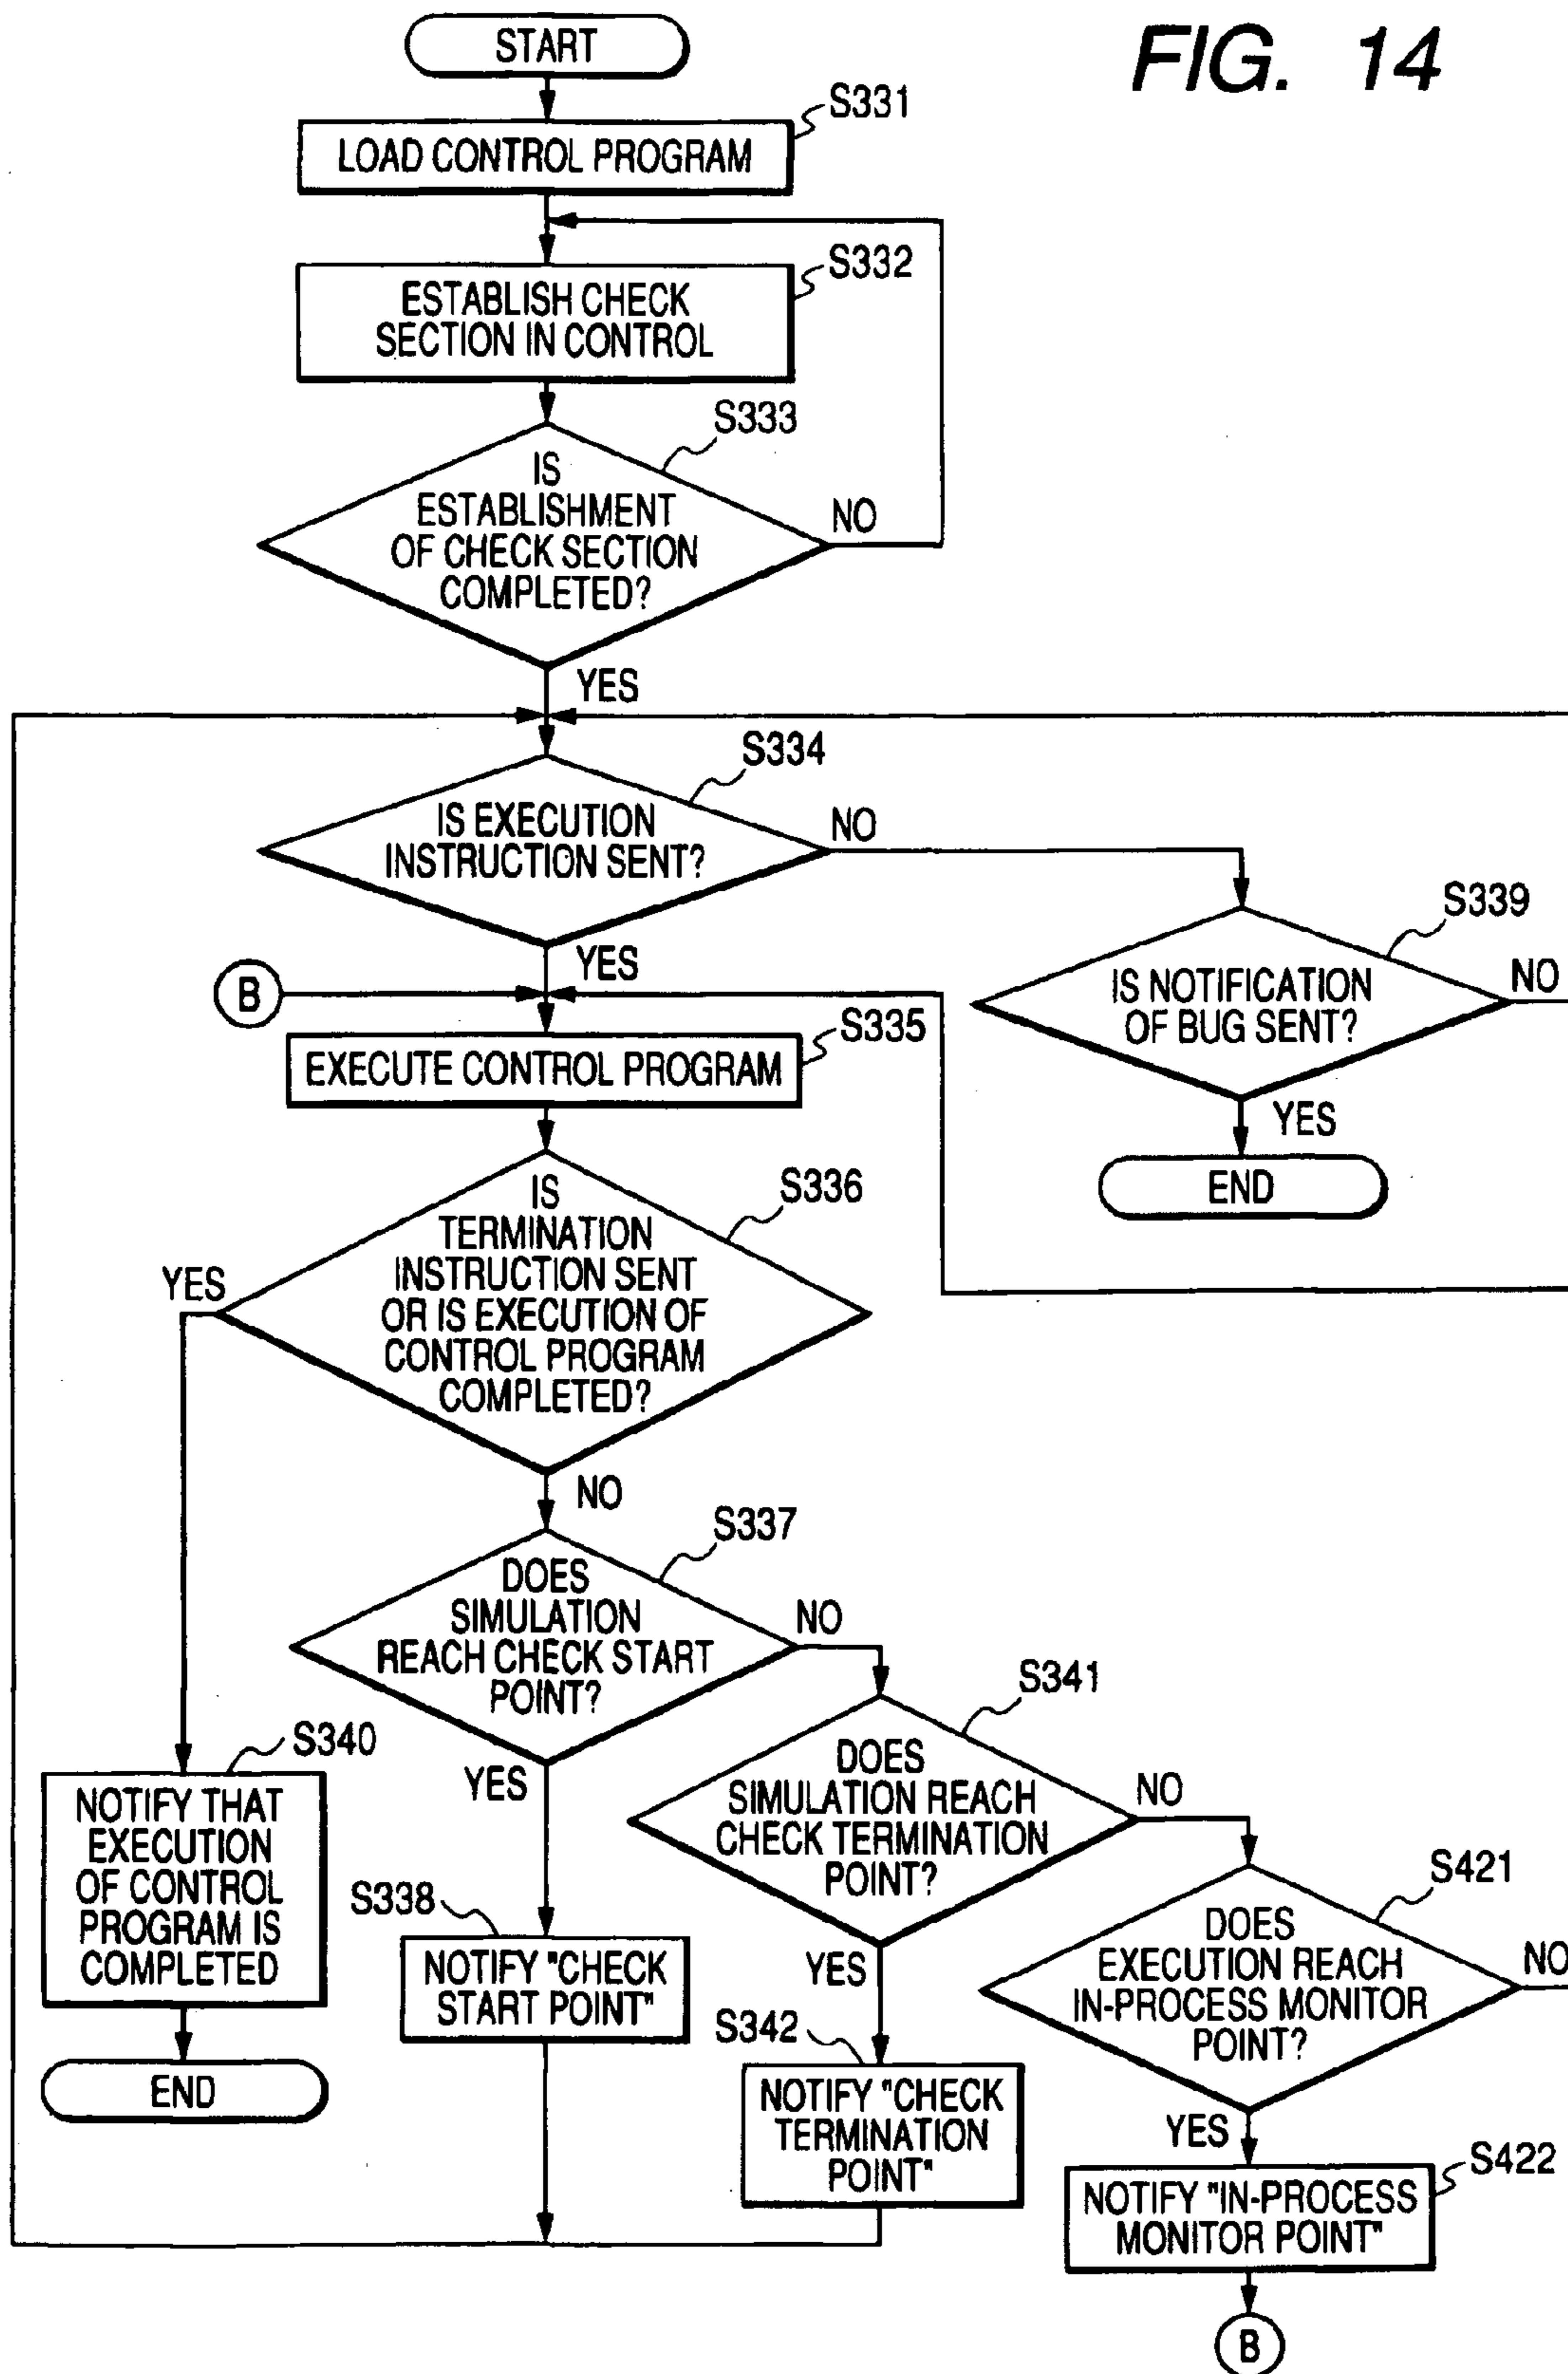 FIG. 14
START
S331
LOAD CONTROL PROGRAM
S332
ESTABLISH CHECK
SECTION IN CONTROL
S333
IS
ESTABLISHMENT
OF CHECK SECTION
COMPLETED?
NO
YES
S334
IS EXECUTION
INSTRUCTION SENT?
NO
YES
S339
IS NOTIFICATION
OF BUG SENT?
NO
YES
END
B
S335
EXECUTE CONTROL PROGRAM
S336
IS
TERMINATION
INSTRUCTION SENT
OR IS EXECUTION OF
CONTROL PROGRAM
COMPLETED?
YES
NO
S337
DOES
SIMULATION
REACH CHECK START
POINT?
NO
YES
S340
NOTIFY THAT
EXECUTION
OF CONTROL
PROGRAM IS
COMPLETED
END
S338
NOTIFY "CHECK
START POINT"
S341
DOES
SIMULATION REACH
CHECK TERMINATION
POINT?
NO
YES
S342
NOTIFY "CHECK
TERMINATION
POINT"
S421
DOES
EXECUTION REACH
IN-PROCESS MONITOR
POINT?
NO
YES
S422
NOTIFY "IN-PROCESS
MONITOR POINT"
B